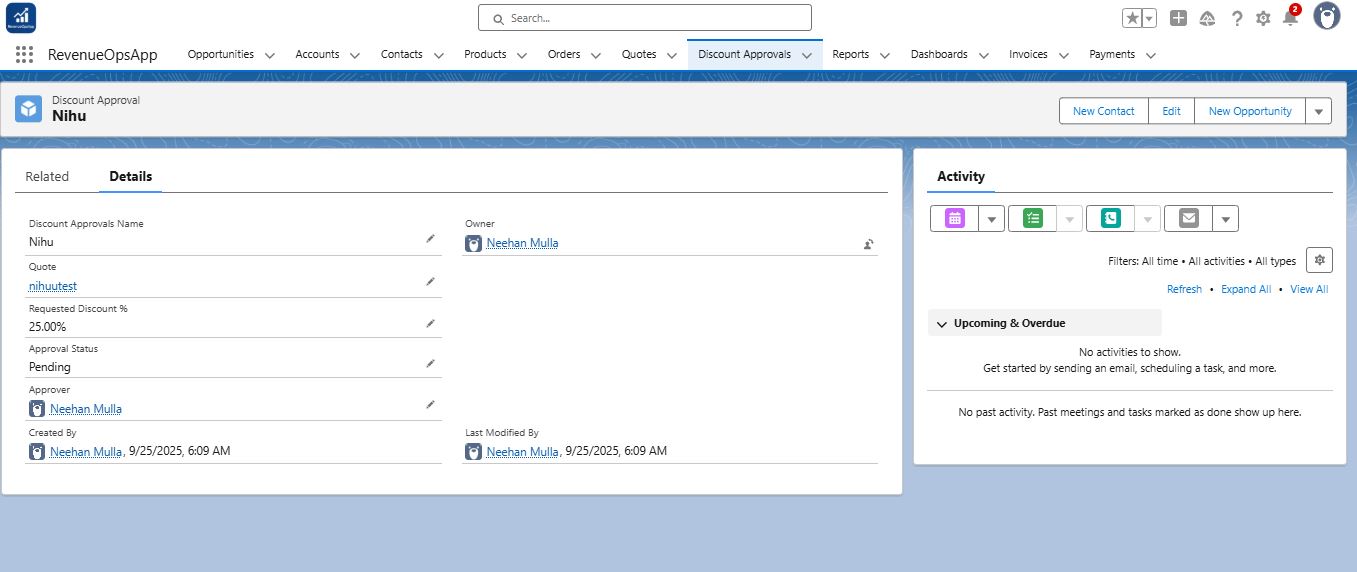 RevenueOpsApp
Search...
2
RevenueOpsApp Opportunities Accounts Contacts Products Orders Quotes Discount Approvals Reports Dashboards Invoices Payments
Discount Approval
Nihu
New Contact Edit New Opportunity
Related Details
Discount Approvals Name
Nihu
Owner
Neehan Mulla
Quote
nihuutest
Requested Discount %
25.00%
Approval Status
Pending
Approver
Neehan Mulla
Created By
Neehan Mulla, 9/25/2025, 6:09 AM
Last Modified By
Neehan Mulla, 9/25/2025, 6:09 AM
Activity
Filters: All time • All activities • All types
Refresh • Expand All • View All
Upcoming & Overdue
No activities to show.
Get started by sending an email, scheduling a task, and more.
No past activity. Past meetings and tasks marked as done show up here.